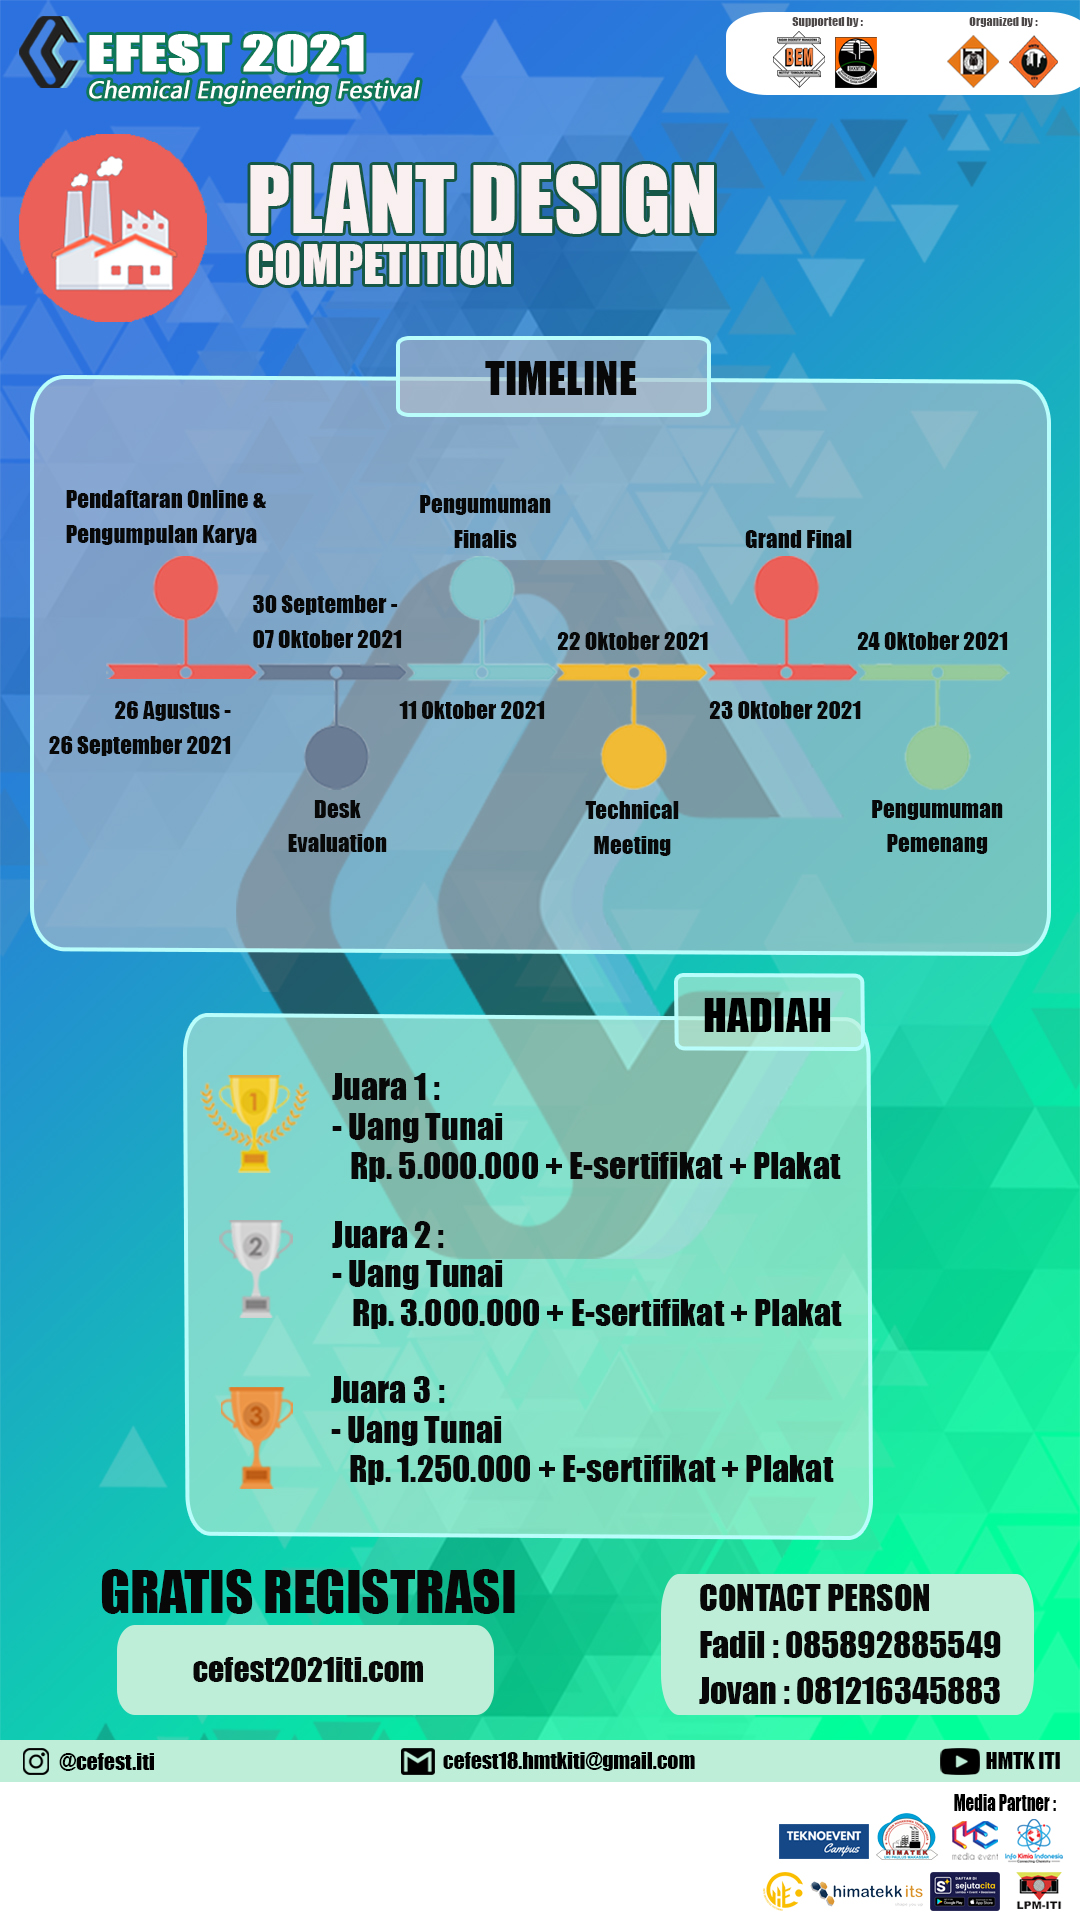 Supported by :
Organized by :
EFEST 2021
Chemical Engineering Festival
BEM
PLANT DESIGN
COMPETITION
TIMELINE
Pendaftaran Online &
Pengumpulan Karya
26 Agustus -
26 September 2021
30 September -
07 Oktober 2021
Desk
Evaluation
Pengumuman
Finalis
11 Oktober 2021
22 Oktober 2021
Technical
Meeting
Grand Final
23 Oktober 2021
24 Oktober 2021
Pengumuman
Pemenang
HADIAH
1
Juara 1 :
- Uang Tunai
Rp. 5.000.000 + E-sertifikat + Plakat
2
Juara 2 :
- Uang Tunai
Rp. 3.000.000 + E-sertifikat + Plakat
3
Juara 3 :
- Uang Tunai
Rp. 1.250.000 + E-sertifikat + Plakat
GRATIS REGISTRASI
cefest2021iti.com
CONTACT PERSON
Fadil : 085892885549
Jovan : 081216345883
@cefest.iti
cefest18.hmtkiti@gmail.com
HMTK ITI
Media Partner :
TEKNOEVENT
Campus
HIMATEK
media event
Info Kimia Indonesia
himatekk its
sejutacita
LPM-ITI